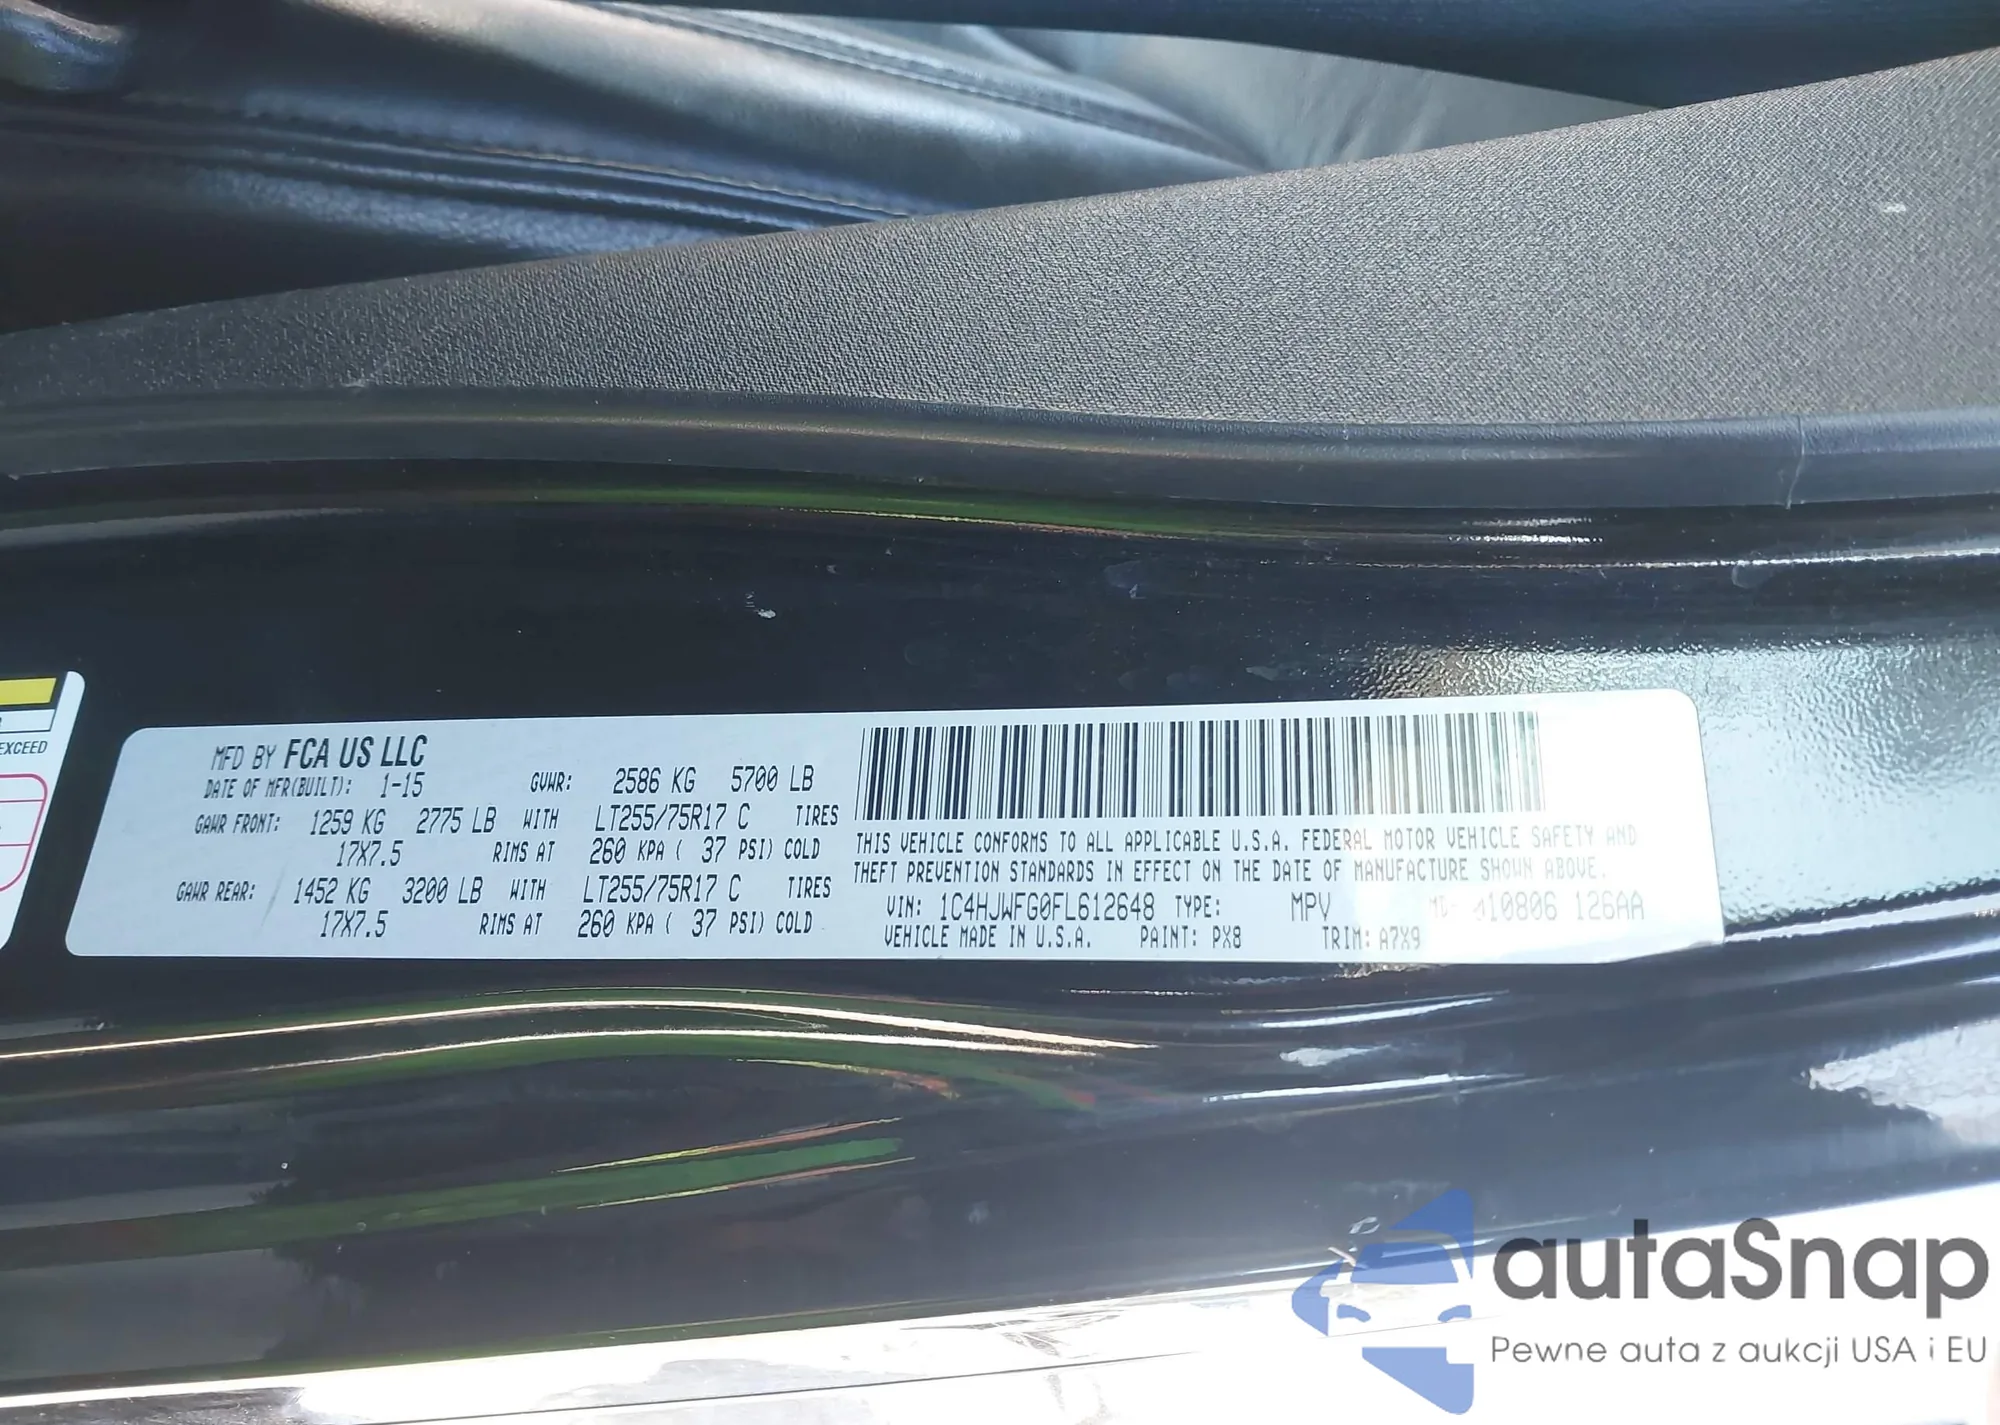 EXCEED
MFD BY FCA US LLC
DATE OF MFR(BUILT): 1-15 GVWR: 2586 KG 5700 LB
GAWR FRONT: 1259 KG 2775 LB WITH LT255/75R17 C TIRES
17X7.5 RIMS AT 260 KPA ( 37 PSI) COLD
GAWR REAR: 1452 KG 3200 LB WITH LT255/75R17 C TIRES
17X7.5 RIMS AT 260 KPA ( 37 PSI) COLD
THIS VEHICLE CONFORMS TO ALL APPLICABLE U.S.A. FEDERAL MOTOR VEHICLE SAFETY AND
THEFT PREVENTION STANDARDS IN EFFECT ON THE DATE OF MANUFACTURE SHOWN ABOVE.
VIN: 1C4HJWFG0FL612648 TYPE: MPV MD: 010806 126AA
VEHICLE MADE IN U.S.A. PAINT: PX8 TRIM: A7X9
autaSnap
Pewne auta z aukcji USA i EU